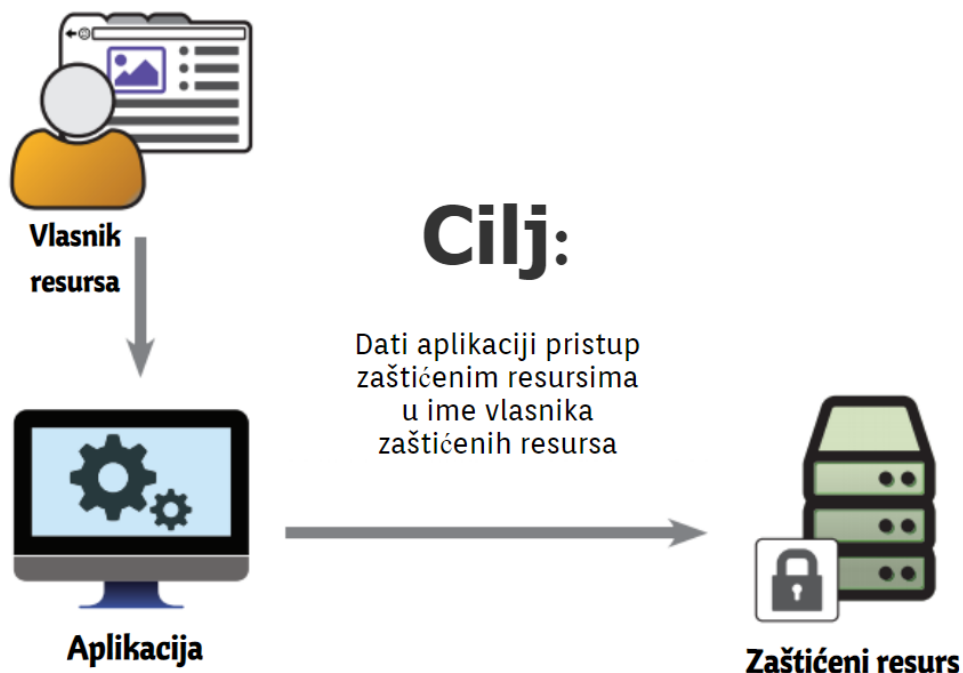 Vlasnik
resursa
Cilj:
Dati aplikaciji pristup
zaštićenim resursima
u ime vlasnika
zaštićenih resursa
Aplikacija
Zaštićeni resurs